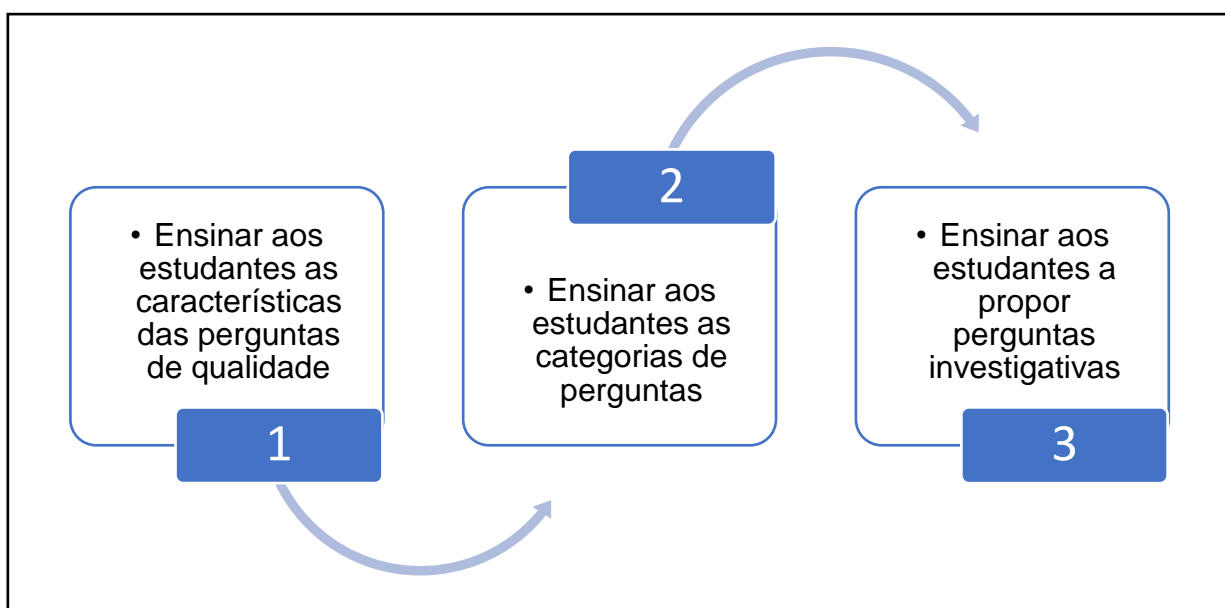 • Ensinar aos
estudantes as
características
das perguntas
de qualidade
1
2
• Ensinar aos
estudantes as
categorias de
perguntas
• Ensinar aos
estudantes a
propor
perguntas
investigativas
3